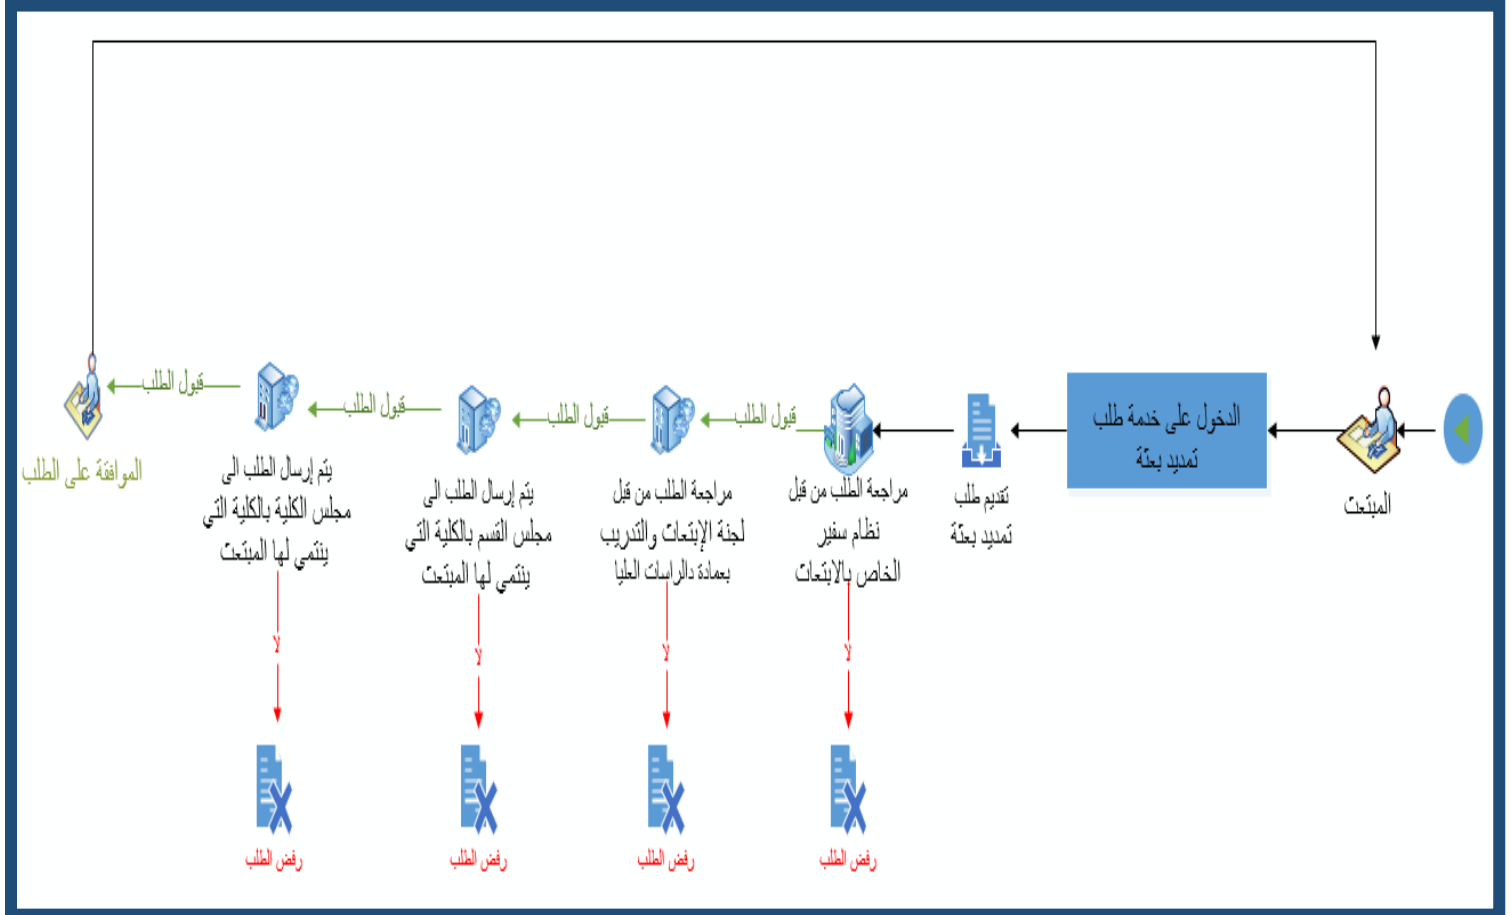 المبتعث
الدخول على خدمة طلب
تمديد بعثة
تقديم طلب
تمديد بعثة
مراجعة الطلب من قبل
نظام سفير
الخاص بالابتعاث
قبول الطلب
مراجعة الطلب من قبل
لجنة الإبتعاث والتدريب
بعمادة دالراسات العليا
قبول الطلب
يتم إرسال الطلب الى
مجلس القسم بالكلية التي
ينتمي لها المبتعث
قبول الطلب
يتم إرسال الطلب الى
مجلس الكلية بالكلية التي
ينتمي لها المبتعث
قبول الطلب
الموافقة على الطلب
لا
لا
لا
لا
رفض الطلب
رفض الطلب
رفض الطلب
رفض الطلب